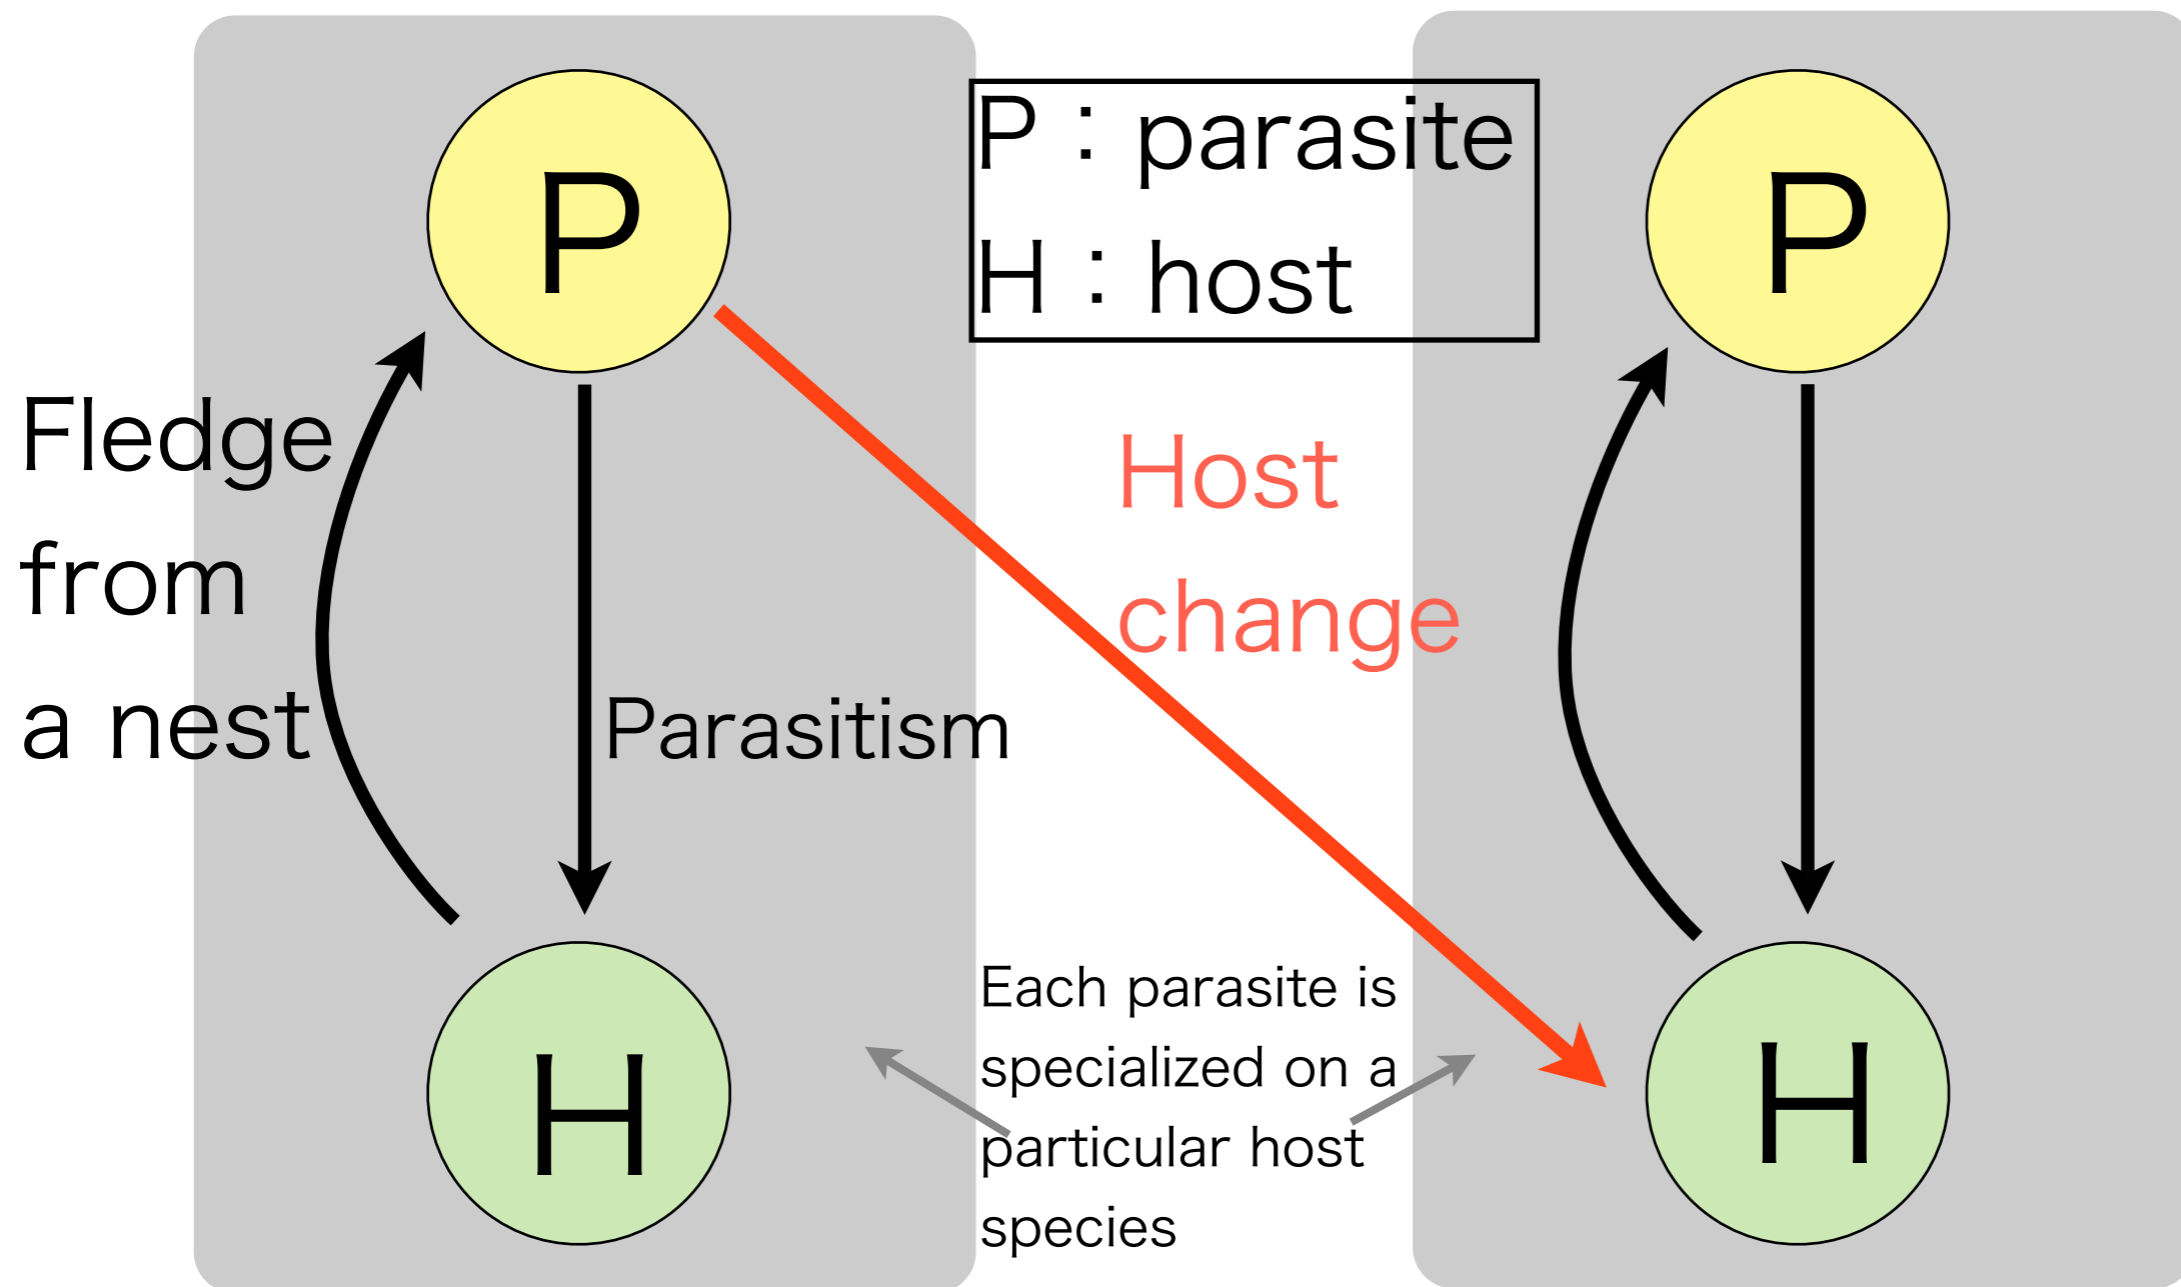 P
P：parasite
H：host
P
Fledge
from
a nest
Parasitism
Host
change
H
Each parasite is
specialized on a
particular host
species
H